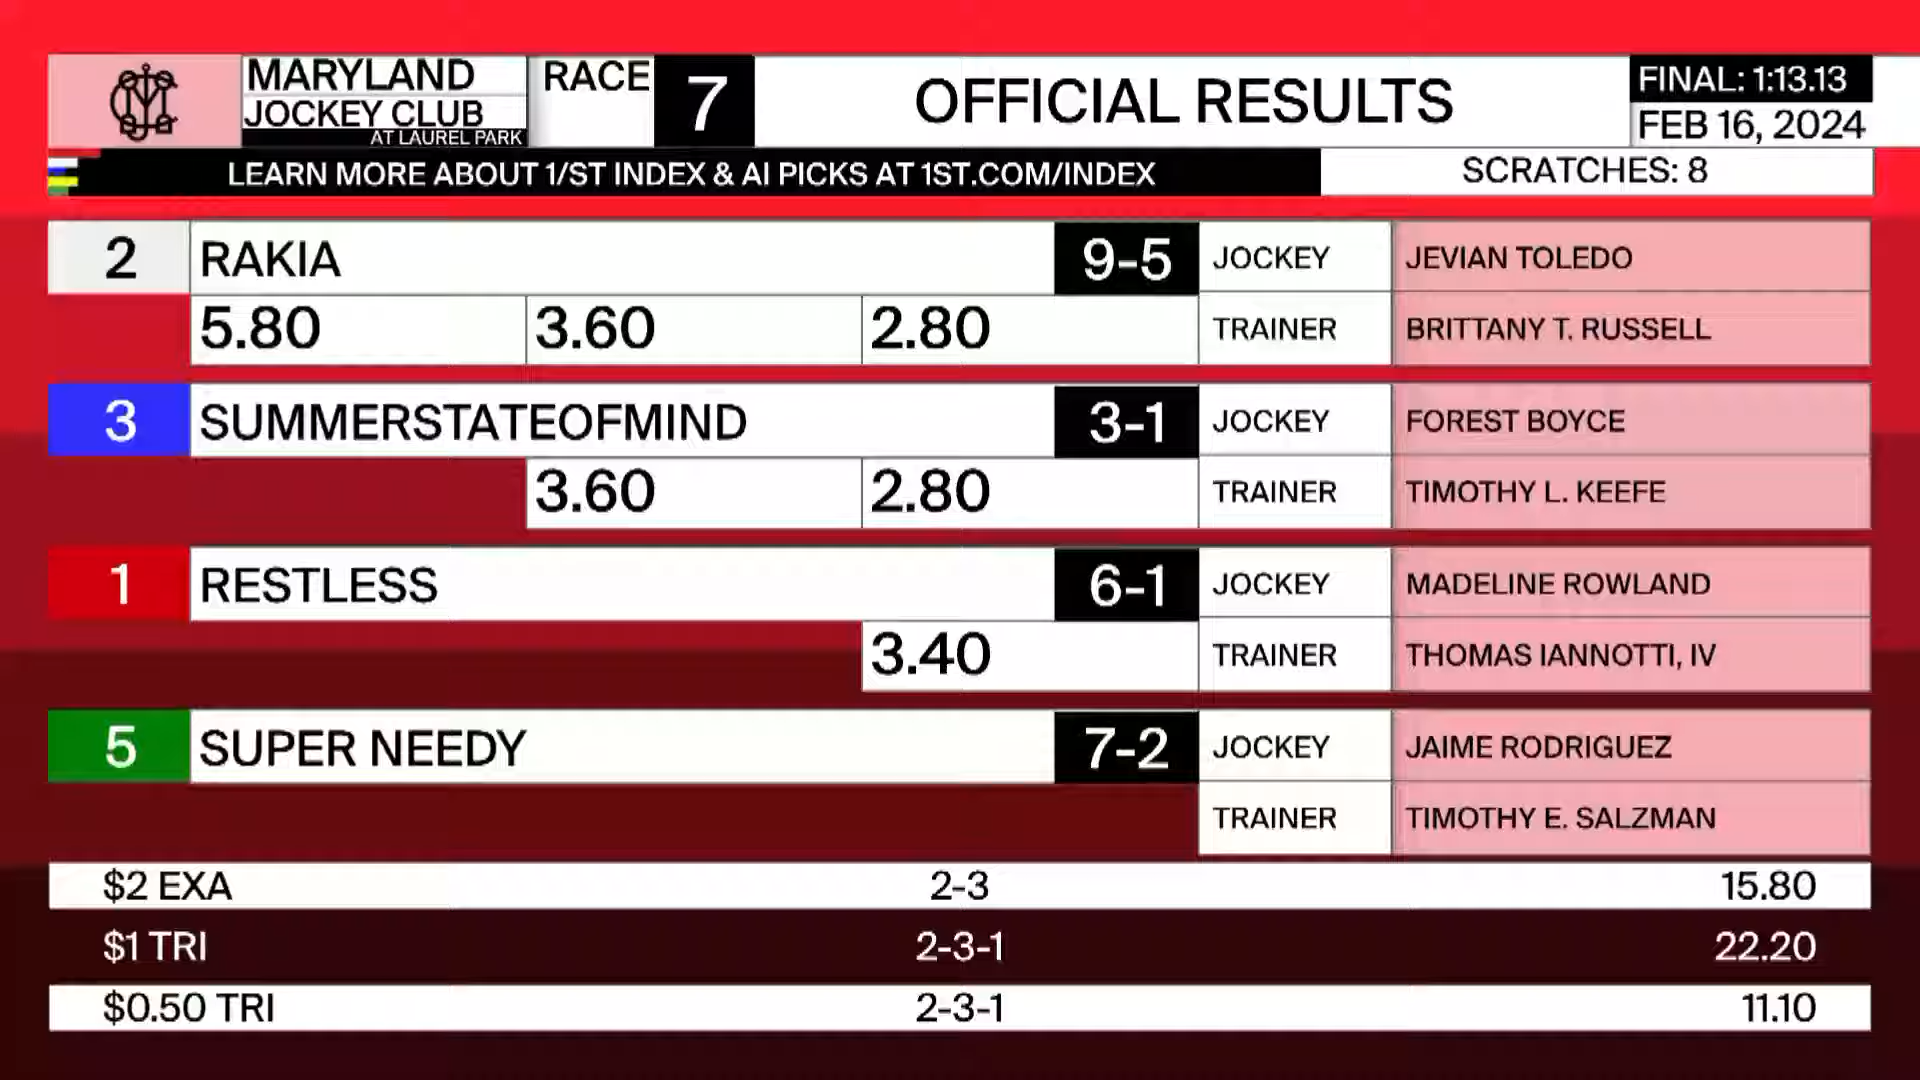 MARYLAND
JOCKEY CLUB
AT LAUREL PARK
RACE 7
OFFICIAL RESULTS
FINAL: 1:13.13
FEB 16, 2024
LEARN MORE ABOUT 1/ST INDEX & AI PICKS AT 1ST.COM/INDEX
SCRATCHES: 8
2 RAKIA 9-5 JOCKEY JEVIAN TOLEDO
5.80 3.60 2.80 TRAINER BRITTANY T. RUSSELL
3 SUMMERSTATEOFMIND 3-1 JOCKEY FOREST BOYCE
3.60 2.80 TRAINER TIMOTHY L. KEEFE
1 RESTLESS 6-1 JOCKEY MADELINE ROWLAND
3.40 TRAINER THOMAS IANNOTTI, IV
5 SUPER NEEDY 7-2 JOCKEY JAIME RODRIGUEZ
TRAINER TIMOTHY E. SALZMAN
$2 EXA 2-3 15.80
$1 TRI 2-3-1 22.20
$0.50 TRI 2-3-1 11.10